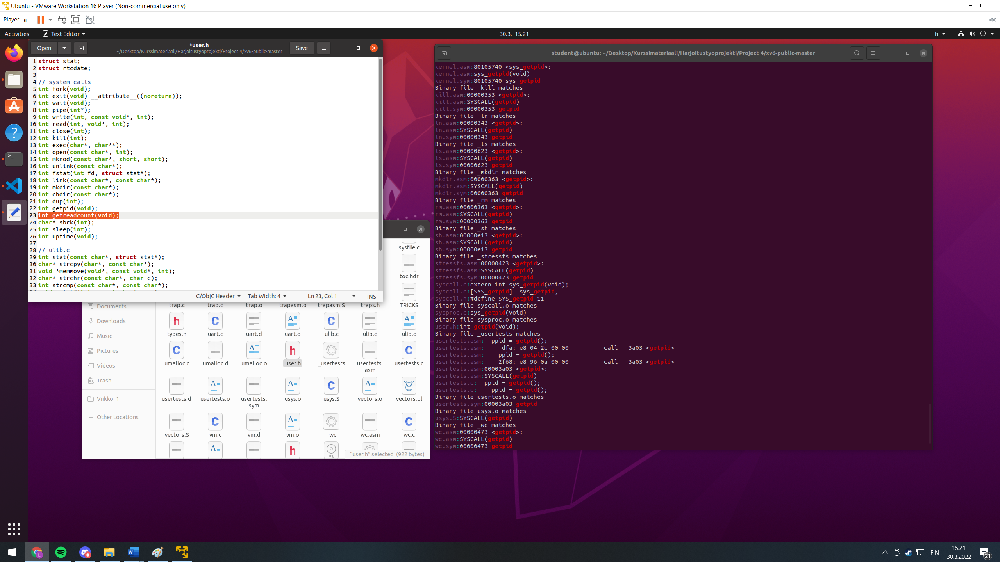 Ubuntu - VMware Workstation 16 Player (Non-commercial use only)
Player 6
Activities
Text Editor
30.3. 15.21
fi
Open
*user.h
~/Desktop/Kurssimateriaali/Harjoitustyoprojekti/Project 4/xv6-public-master
Save
1 struct stat;
2 struct rtcdate;
3
4 // system calls
5 int fork(void);
6 int exit(void) __attribute__((noreturn));
7 int wait(void);
8 int pipe(int*);
9 int write(int, const void*, int);
10 int read(int, void*, int);
11 int close(int);
12 int kill(int);
13 int exec(char*, char**);
14 int open(const char*, int);
15 int mknod(const char*, short, short);
16 int unlink(const char*);
17 int fstat(int fd, struct stat*);
18 int link(const char*, const char*);
19 int mkdir(const char*);
20 int chdir(const char*);
21 int dup(int);
22 int getpid(void);
23 int getreadcount(void);
24 char* sbrk(int);
25 int sleep(int);
26 int uptime(void);
27
28 // ulib.c
29 int stat(const char*, struct stat*);
30 char* strcpy(char*, const char*);
31 void *memmove(void*, const void*, int);
32 char* strchr(const char*, char c);
33 int strcmp(const char*, const char*);
C/ObjC Header
Tab Width: 4
Ln 23, Col 1
INS
Documents
Downloads
Music
Pictures
Videos
Trash
Viikko_1
Other Locations
sysfile.c
toc.hdr
trap.c trap.d trap.o trapasm.o trapasm.S traps.h TRICKS
types.h uart.c uart.d uart.o ulib.c ulib.d ulib.o
umalloc.c umalloc.d umalloc.o user.h _usertests usertests.asm usertests.c
usertests.d usertests.o usertests.sym usys.o usys.S vectors.o vectors.pl
vectors.S vm.c vm.d vm.o _wc wc.asm wc.c
img
"user.h" selected (922 bytes)
student@ubuntu: ~/Desktop/Kurssimateriaali/Harjoitustyoprojekti/Project 4/xv6-public-master
kernel.asm:80105740 <sys_getpid>:
kernel.asm:sys_getpid(void)
kernel.sym:80105740 sys_getpid
Binary file _kill matches
kill.asm:00000353 <getpid>:
kill.asm:SYSCALL(getpid)
kill.sym:00000353 getpid
Binary file _ln matches
ln.asm:00000343 <getpid>:
ln.asm:SYSCALL(getpid)
ln.sym:00000343 getpid
Binary file _ls matches
ls.asm:00000623 <getpid>:
ls.asm:SYSCALL(getpid)
ls.sym:00000623 getpid
Binary file _mkdir matches
mkdir.asm:00000363 <getpid>:
mkdir.asm:SYSCALL(getpid)
mkdir.sym:00000363 getpid
Binary file _rm matches
rm.asm:00000363 <getpid>:
rm.asm:SYSCALL(getpid)
rm.sym:00000363 getpid
Binary file _sh matches
sh.asm:00000e13 <getpid>:
sh.asm:SYSCALL(getpid)
sh.sym:00000e13 getpid
Binary file _stressfs matches
stressfs.asm:00000423 <getpid>:
stressfs.asm:SYSCALL(getpid)
stressfs.sym:00000423 getpid
syscall.c:extern int sys_getpid(void);
syscall.c:[SYS_getpid]  sys_getpid,
syscall.h:#define SYS_getpid 11
Binary file syscall.o matches
sysproc.c:sys_getpid(void)
Binary file sysproc.o matches
user.h:int getpid(void);
Binary file _usertests matches
usertests.asm:  ppid = getpid();
usertests.asm:     dfa: e8 04 2c 00 00          call   3a03 <getpid>
usertests.asm:    ppid = getpid();
usertests.asm:    2f68: e8 96 0a 00 00          call   3a03 <getpid>
usertests.asm:00003a03 <getpid>:
usertests.asm:SYSCALL(getpid)
usertests.c:  ppid = getpid();
usertests.c:    ppid = getpid();
Binary file usertests.o matches
usertests.sym:00003a03 getpid
Binary file usys.o matches
usys.S:SYSCALL(getpid)
Binary file _wc matches
wc.asm:00000473 <getpid>:
wc.asm:SYSCALL(getpid)
wc.sym:00000473 getpid
FIN
15.21
30.3.2022
21